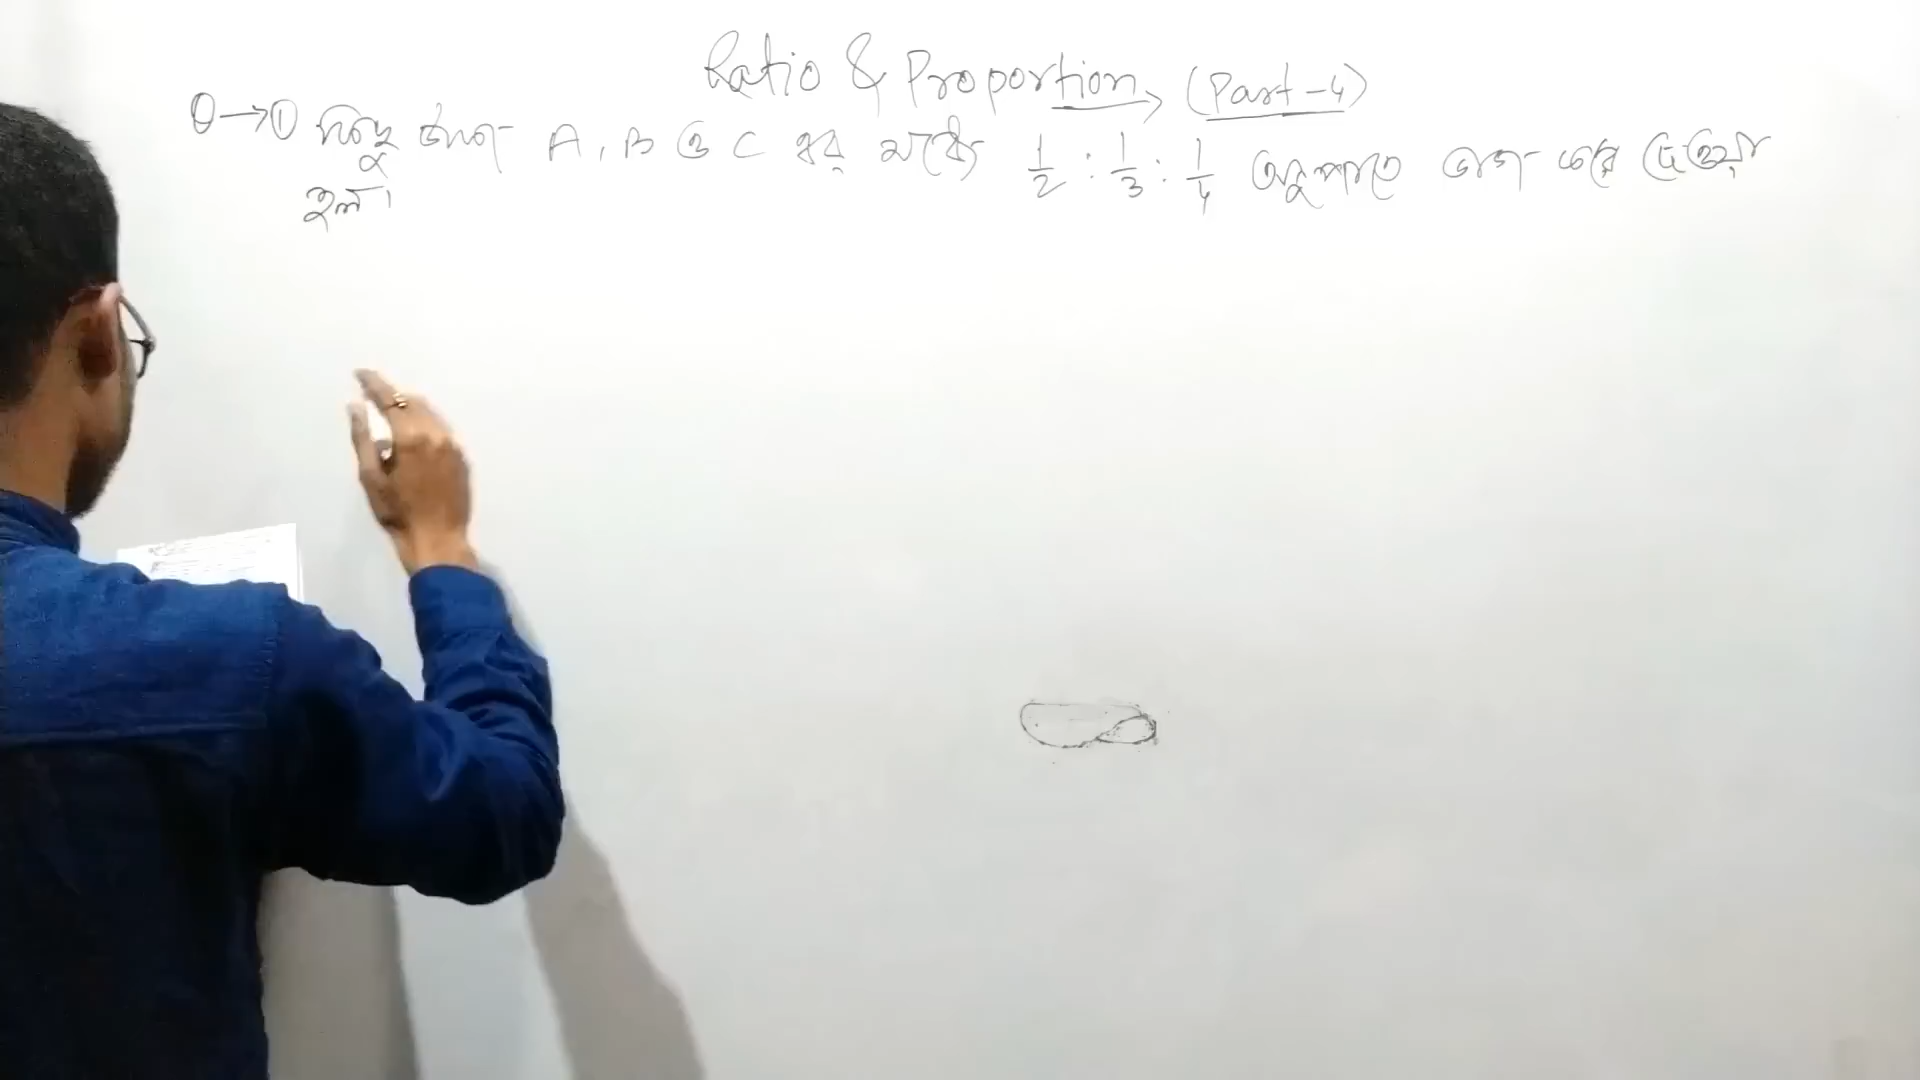 Ratio & Proportion (Part-4)
Q → ① কিছু টাকা A, B ও C এর মধ্যে 1/2 : 1/3 : 1/4 অনুপাতে ভাগ করে দেওয়া
হল।